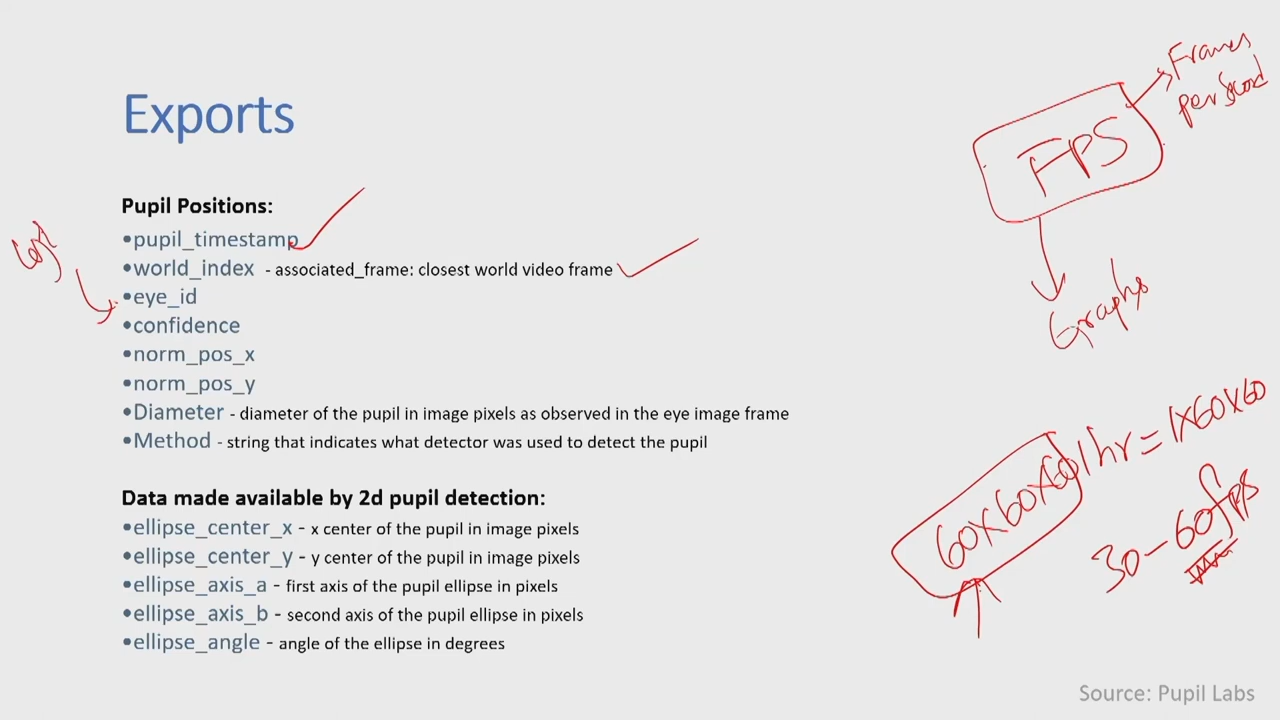 Exports
Pupil Positions:
•pupil_timestamp
•world_index - associated_frame: closest world video frame
•eye_id
•confidence
•norm_pos_x
•norm_pos_y
•Diameter - diameter of the pupil in image pixels as observed in the eye image frame
•Method - string that indicates what detector was used to detect the pupil
Data made available by 2d pupil detection:
•ellipse_center_x - x center of the pupil in image pixels
•ellipse_center_y - y center of the pupil in image pixels
•ellipse_axis_a - first axis of the pupil ellipse in pixels
•ellipse_axis_b - second axis of the pupil ellipse in pixels
•ellipse_angle - angle of the ellipse in degrees
Frames
per
FPS
Graphs
60X60X60
1hr=1X60X60
30-60fps
Source: Pupil Labs